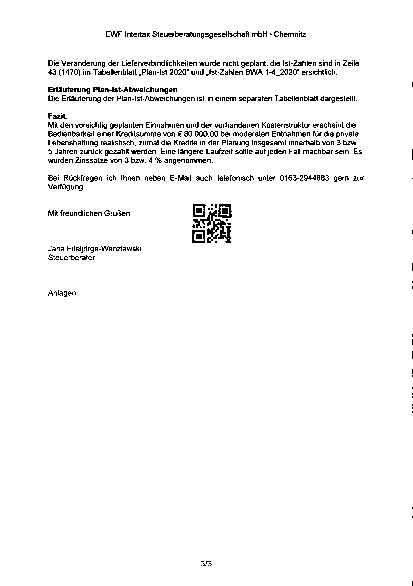 EWF Intertax Steuerberatungsgesellschaft mbH • Chemnitz
Die Veränderung der Lieferverbindlichkeiten wurde nicht geplant, die Ist-Zahlen sind in Zeile
43 (1470) im Tabellenblatt „Plan-Ist 2020" und „Ist-Zahlen BWA 1-4_2020" ersichtlich.
Erläuterung Plan-Ist-Abweichungen
Die Erläuterung der Plan-Ist-Abweichungen ist in einem separaten Tabellenblatt dargestellt.
Fazit
Mit den vorsichtig geplanten Einnahmen und der vorhandenen Kostenstruktur erscheint die
Bedienbarkeit einer Kreditsumme von € 80.000,00 bei moderaten Entnahmen für die private
Lebenshaltung realistisch, zumal die Kredite in der Planung insgesamt innerhalb von 3 bzw.
5 Jahren zurück gezahlt werden. Eine längere Laufzeit sollte auf jeden Fall machbar sein. Es
wurden Zinssätze von 3 bzw. 4 % angenommen.
Bei Rückfragen ich Ihnen neben E-Mail auch telefonisch unter 0163-2944883 gern zur
Verfügung.
Mit freundlichen Grüßen
Jana
Steuerberater
Anlagen
3/3